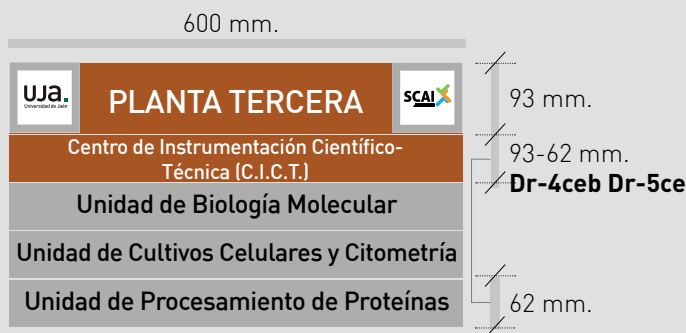 600 mm.
UJa.
Universidad de Jaén
PLANTA TERCERA
SCAI
93 mm.
Centro de Instrumentación Científico-
Técnica (C.I.C.T.)
93-62 mm.
Dr-4ceb Dr-5ce
Unidad de Biología Molecular
Unidad de Cultivos Celulares y Citometría
Unidad de Procesamiento de Proteínas
62 mm.